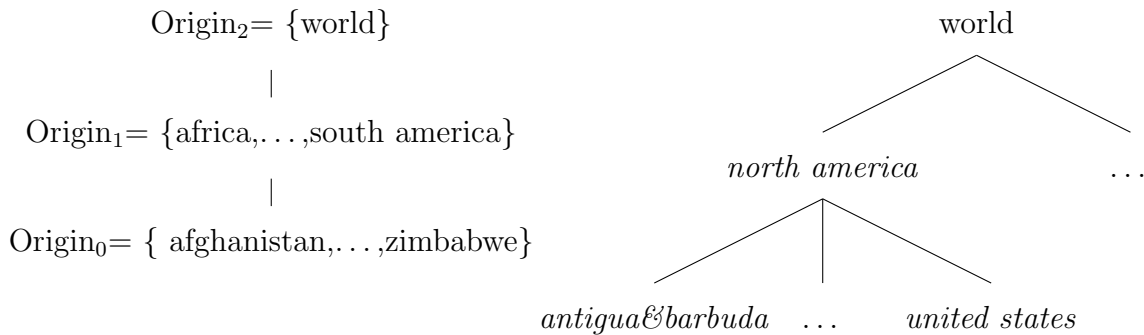 Origin₂= {world}
|
Origin₁= {africa,...,south america}
|
Origin₀= { afghanistan,...,zimbabwe}
world
north america ...
antigua&barbuda ... united states